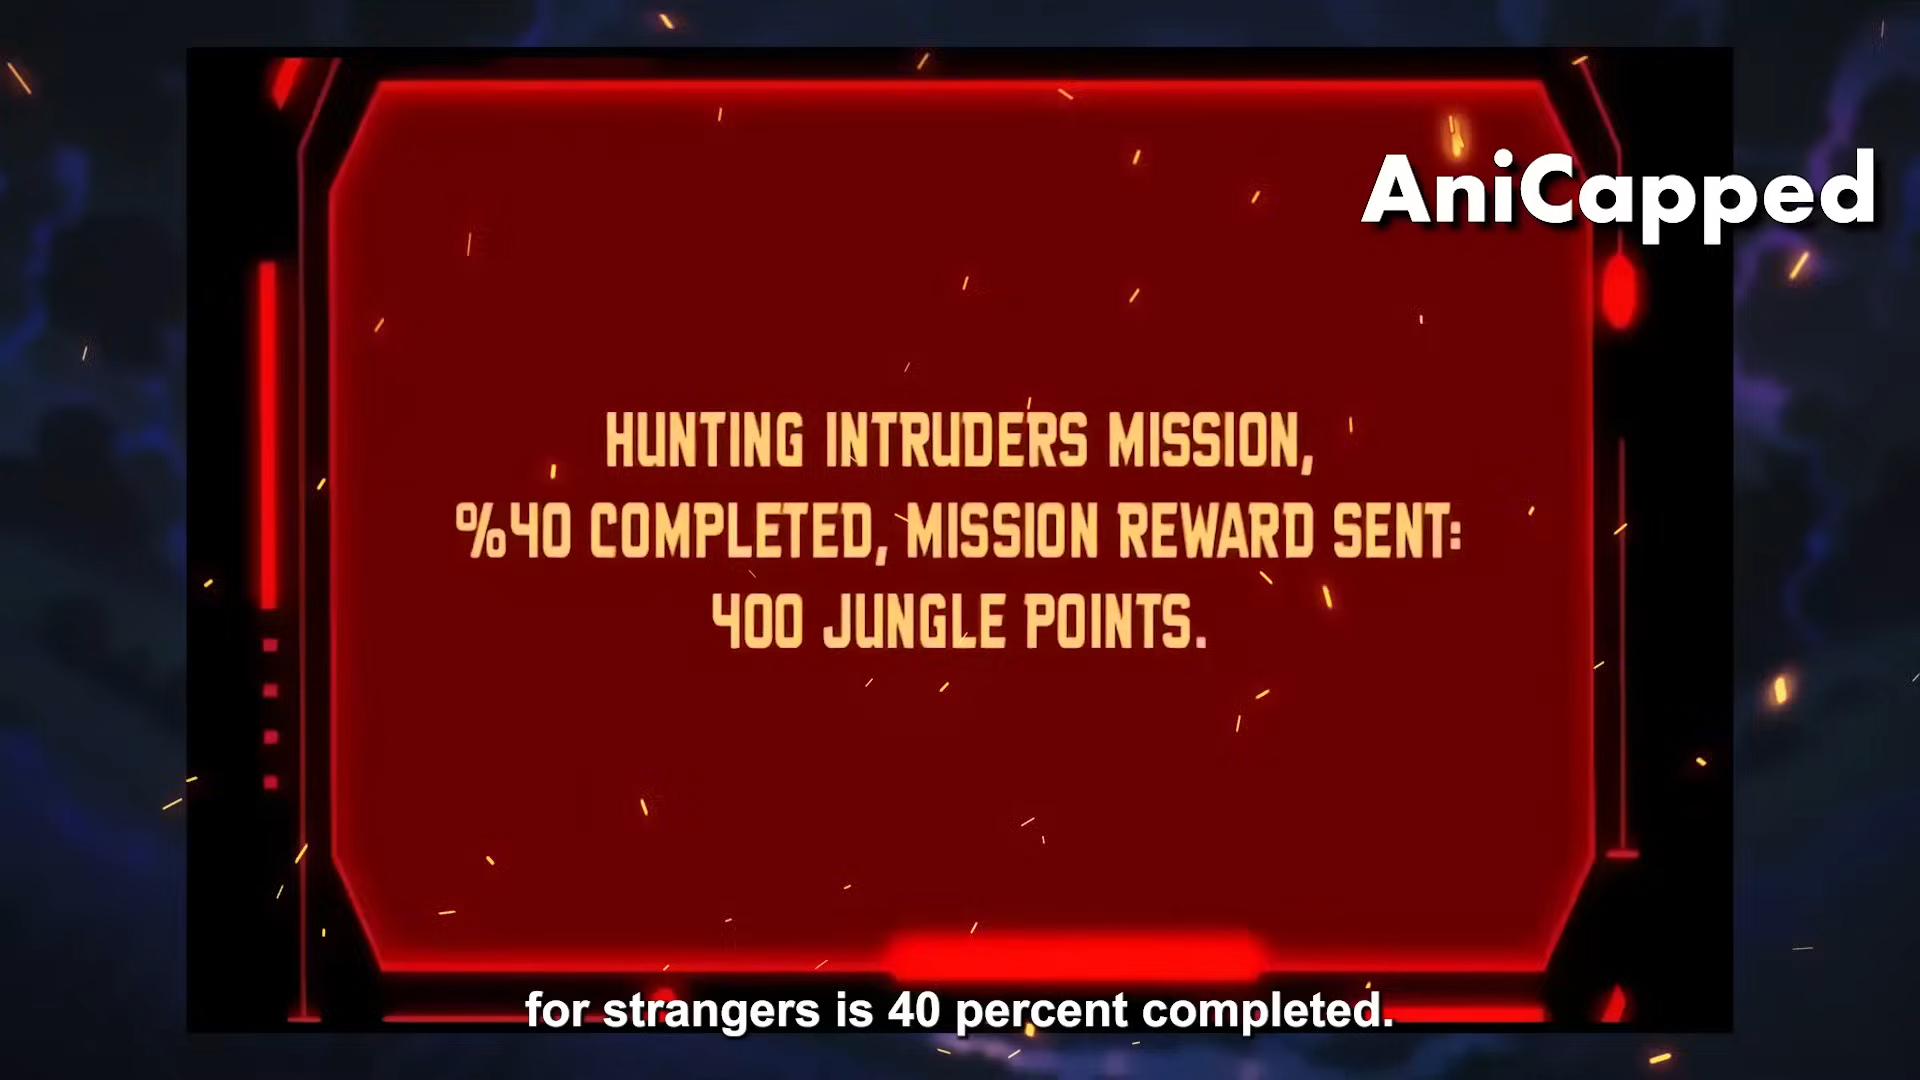 AniCapped
HUNTING INTRUDERS MISSION,
%40 COMPLETED, MISSION REWARD SENT:
400 JUNGLE POINTS.
for strangers is 40 percent completed.